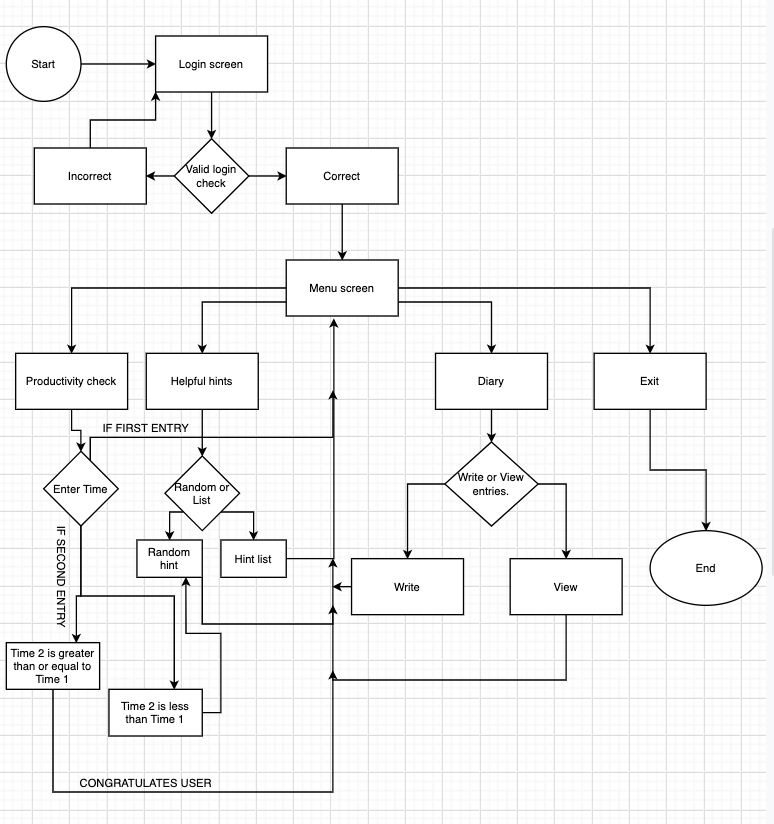 Start
Login screen
Incorrect
Valid login
check
Correct
Menu screen
Productivity check
Helpful hints
Diary
Exit
IF FIRST ENTRY
Enter Time
Random or
List
Write or View
entries.
IF SECOND ENTRY
Random
hint
Hint list
Write
View
End
Time 2 is greater
than or equal to
Time 1
Time 2 is less
than Time 1
CONGRATULATES USER